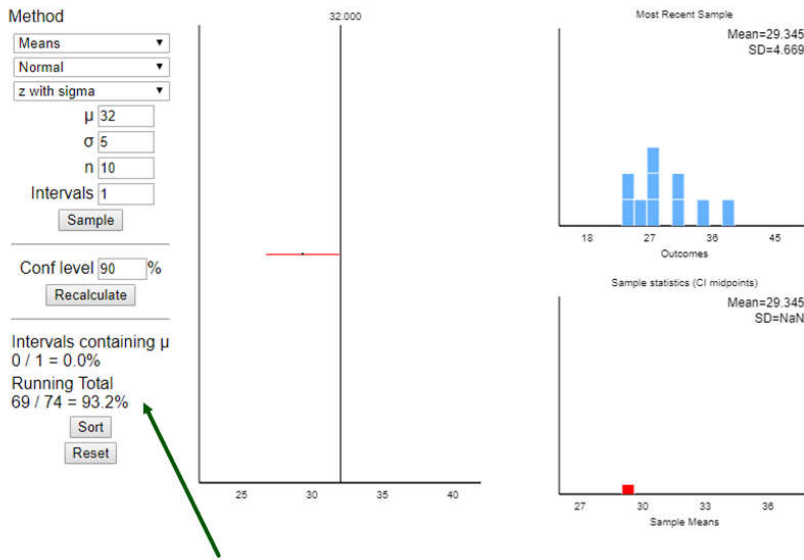 Method
Means
Normal
z with sigma
μ 32
σ 5
n 10
Intervals 1
Sample
Conf level 90 %
Recalculate
Intervals containing μ
0 / 1 = 0.0%
Running Total
69 / 74 = 93.2%
Sort
Reset
32.000
25 30 35 40
Most Recent Sample
Mean=29.345
SD=4.669
18 27 36 45
Outcomes
Sample statistics (CI midpoints)
Mean=29.345
SD=NaN
27 30 33 36
Sample Means